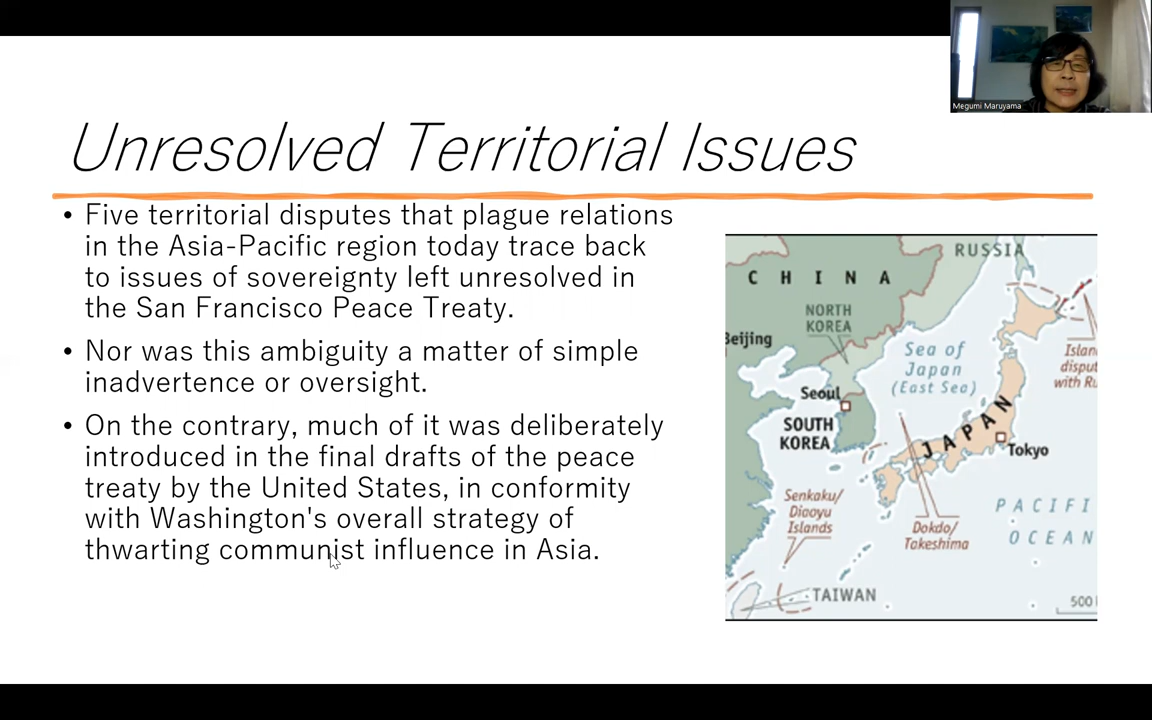 Megumi Maruyama
Unresolved Territorial Issues
• Five territorial disputes that plague relations
in the Asia-Pacific region today trace back
to issues of sovereignty left unresolved in
the San Francisco Peace Treaty.
• Nor was this ambiguity a matter of simple
inadvertence or oversight.
• On the contrary, much of it was deliberately
introduced in the final drafts of the peace
treaty by the United States, in conformity
with Washington's overall strategy of
thwarting communist influence in Asia.
RUSSIA
CHINA
NORTH
KOREA
Beijing
Sea of
Japan
(East Sea)
Islan
disput
with Ru
Seoul
SOUTH
KOREA
JAPAN
Tokyo
Senkaku/
Diaoyu
Islands
Dokdo/
Takeshima
PACIFI
OCEAN
TAIWAN
500